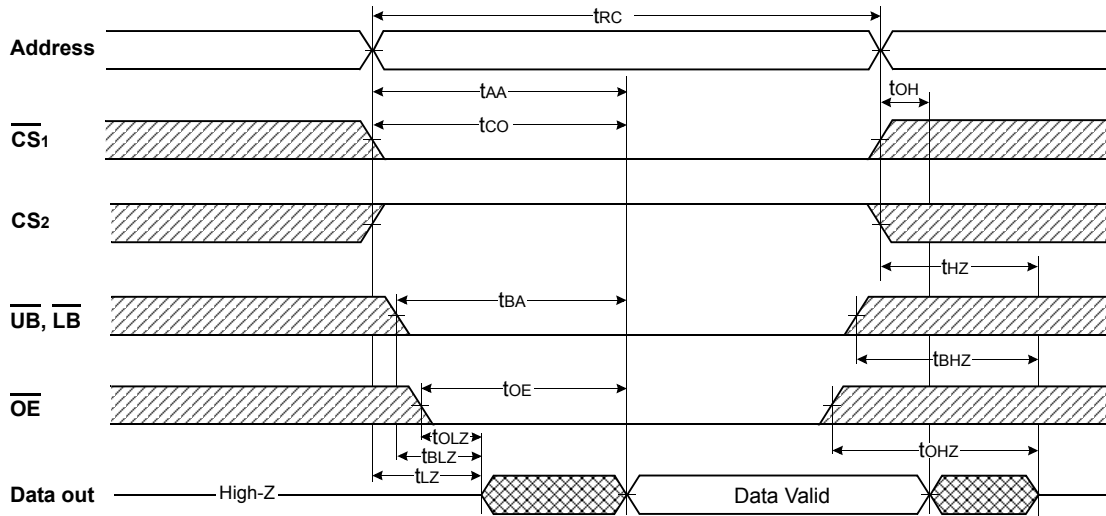 tRC
Address
tAA
tOH
tCO
CS1
CS2
tHZ
tBA
UB, LB
tBHZ
tOE
OE
tOLZ
tBLZ
tOHZ
tLZ
Data out
High-Z
Data Valid